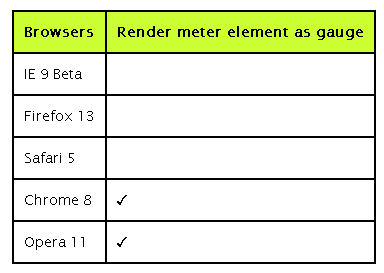 Browsers Render meter element as gauge
IE 9 Beta
Firefox 13
Safari 5
Chrome 8 ✓
Opera 11 ✓